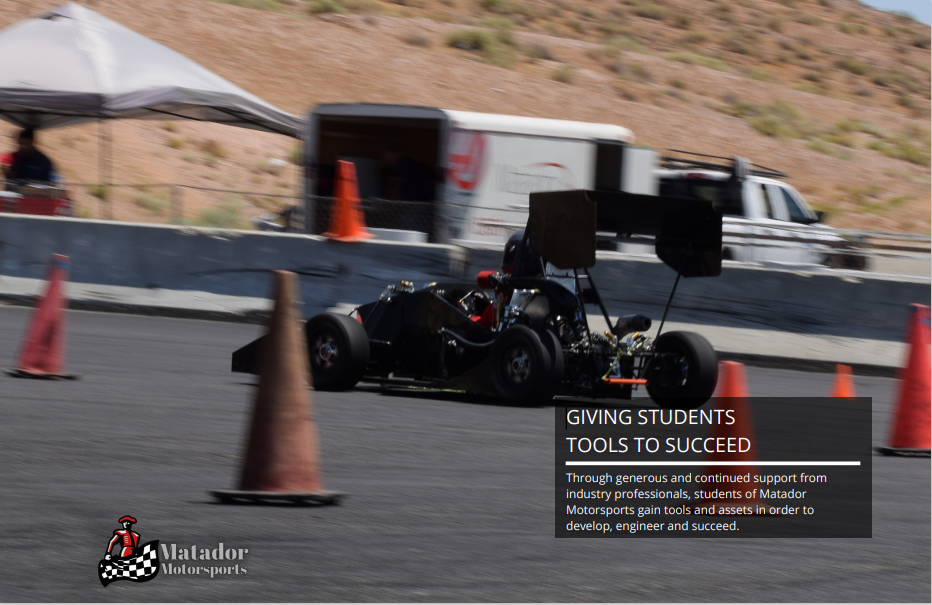 Matador
GIVING STUDENTS
TOOLS TO SUCCEED
Through generous and continued support from
industry professionals, students of Matador
Motorsports gain tools and assets in order to
develop, engineer and succeed.
Matador
Motorsports